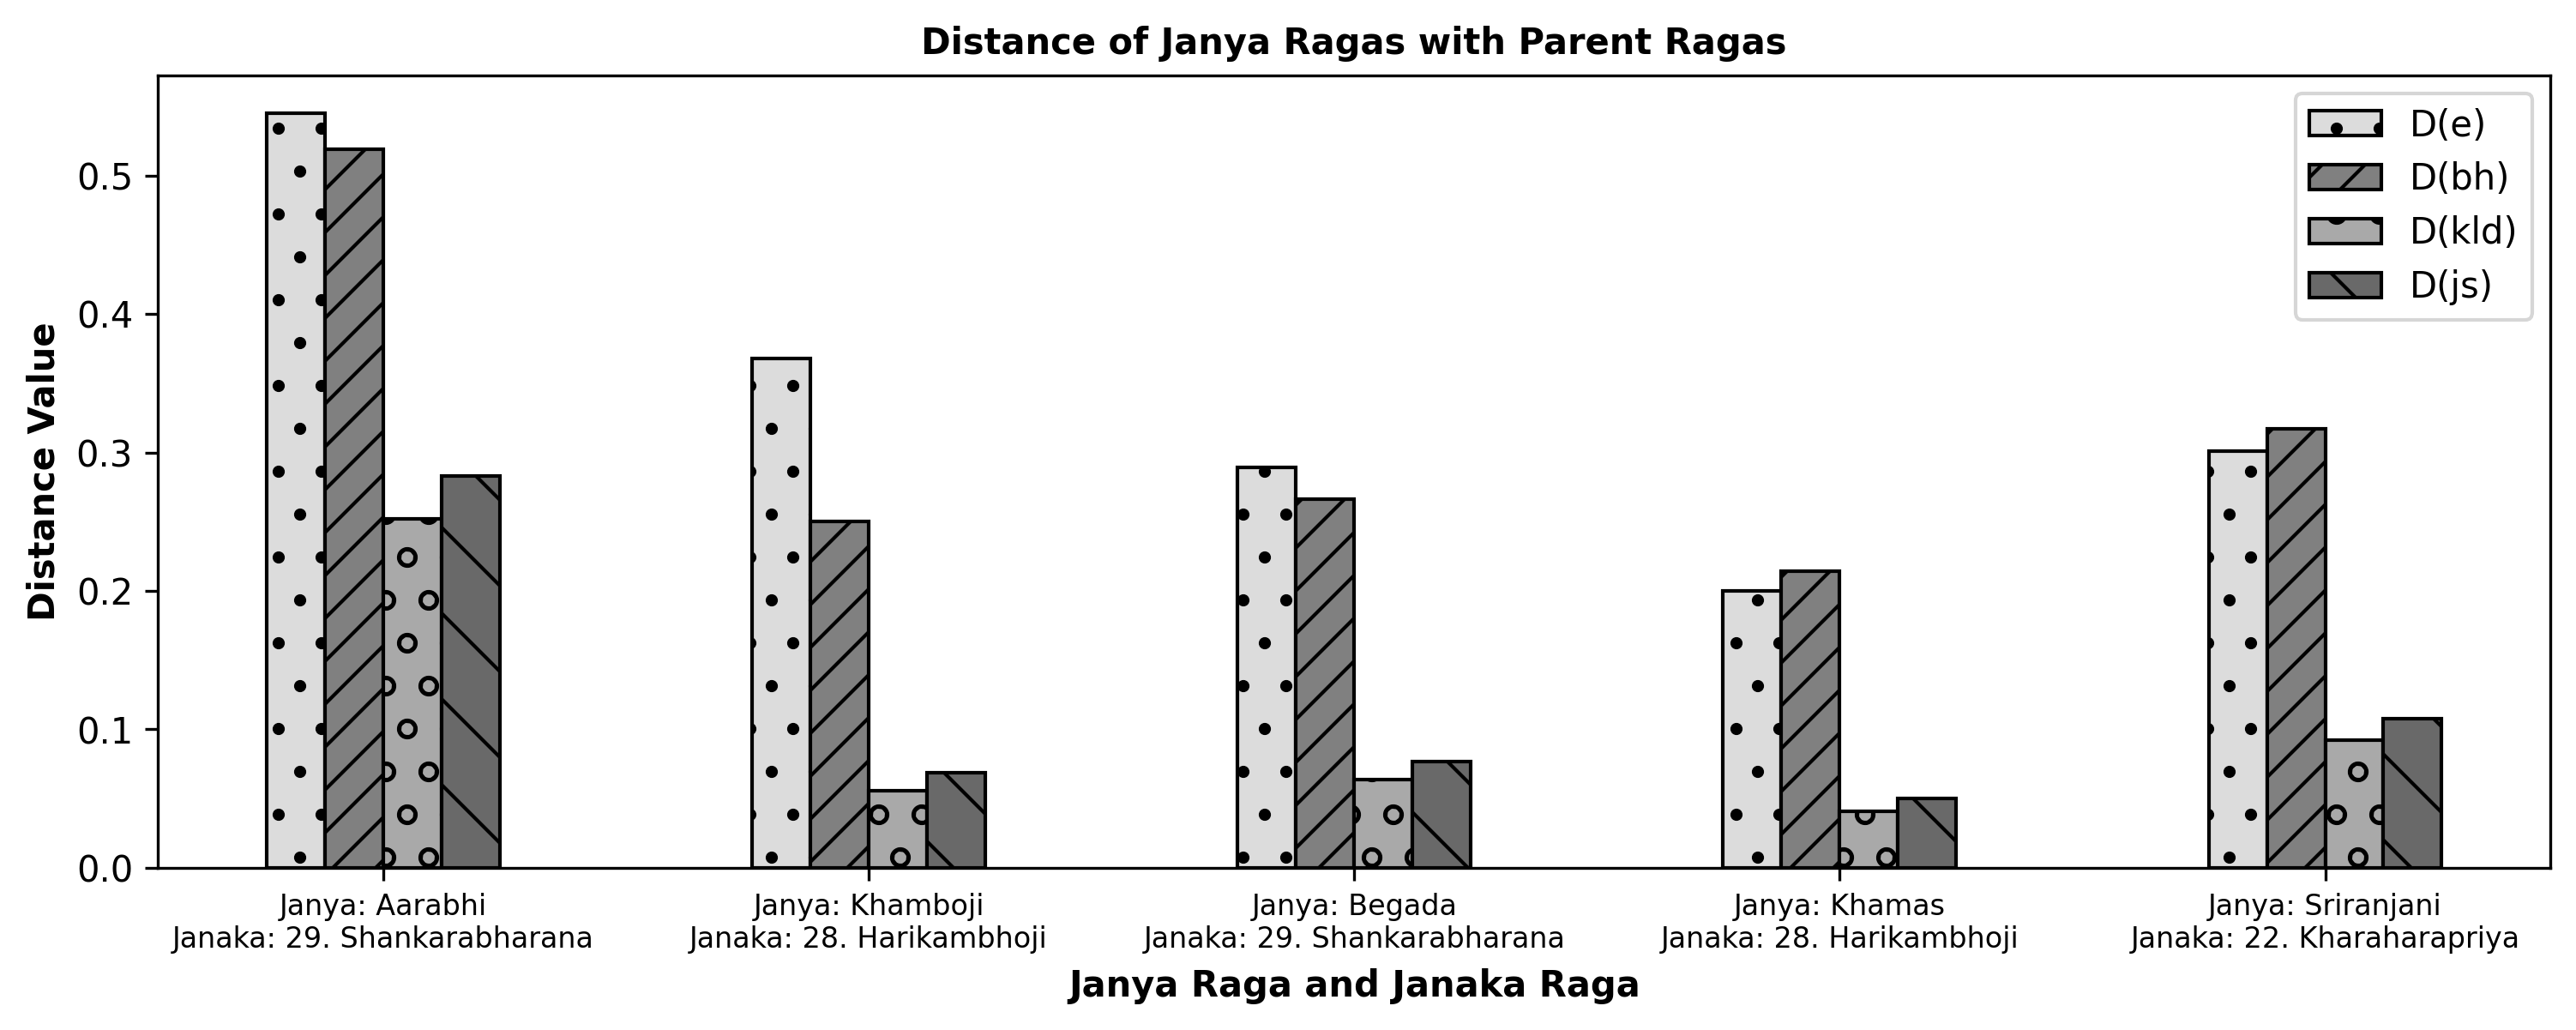 Distance of Janya Ragas with Parent Ragas
Distance Value
0.5
0.4
0.3
0.2
0.1
0.0
D(e)
D(bh)
D(kld)
D(js)
Janya: Aarabhi
Janaka: 29. Shankarabharana
Janya: Khamboji
Janaka: 28. Harikambhoji
Janya: Begada
Janaka: 29. Shankarabharana
Janya: Khamas
Janaka: 28. Harikambhoji
Janya: Sriranjani
Janaka: 22. Kharaharapriya
Janya Raga and Janaka Raga